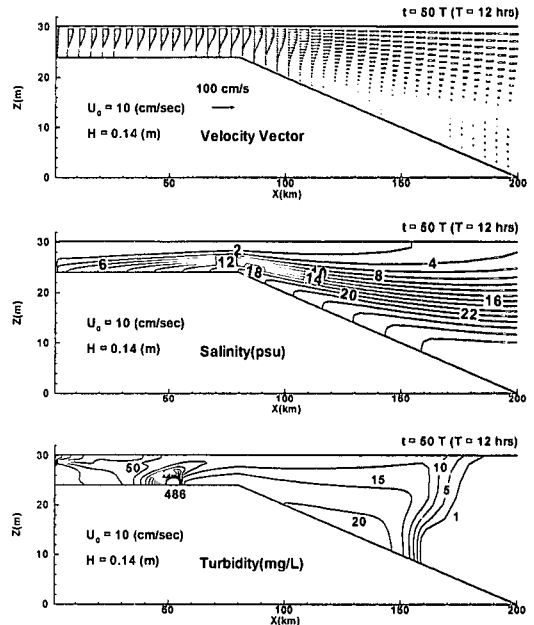 t = 50 T (T = 12 hrs)
30
20
10
0
Z(m)
100 cm/s
U₀ = 10 (cm/sec)
H = 0.14 (m)
Velocity Vector
50
100
150
200
X(km)
t = 50 T (T = 12 hrs)
30
20
10
0
Z(m)
2
4
6
12
18
14
8
20
16
22
U₀ = 10 (cm/sec)
H = 0.14 (m)
Salinity(psu)
50
100
150
200
X(km)
t = 50 T (T = 12 hrs)
30
20
10
0
Z(m)
50
486
15
10
5
1
20
U₀ = 10 (cm/sec)
H = 0.14 (m)
Turbidity(mg/L)
50
100
150
200
X(km)